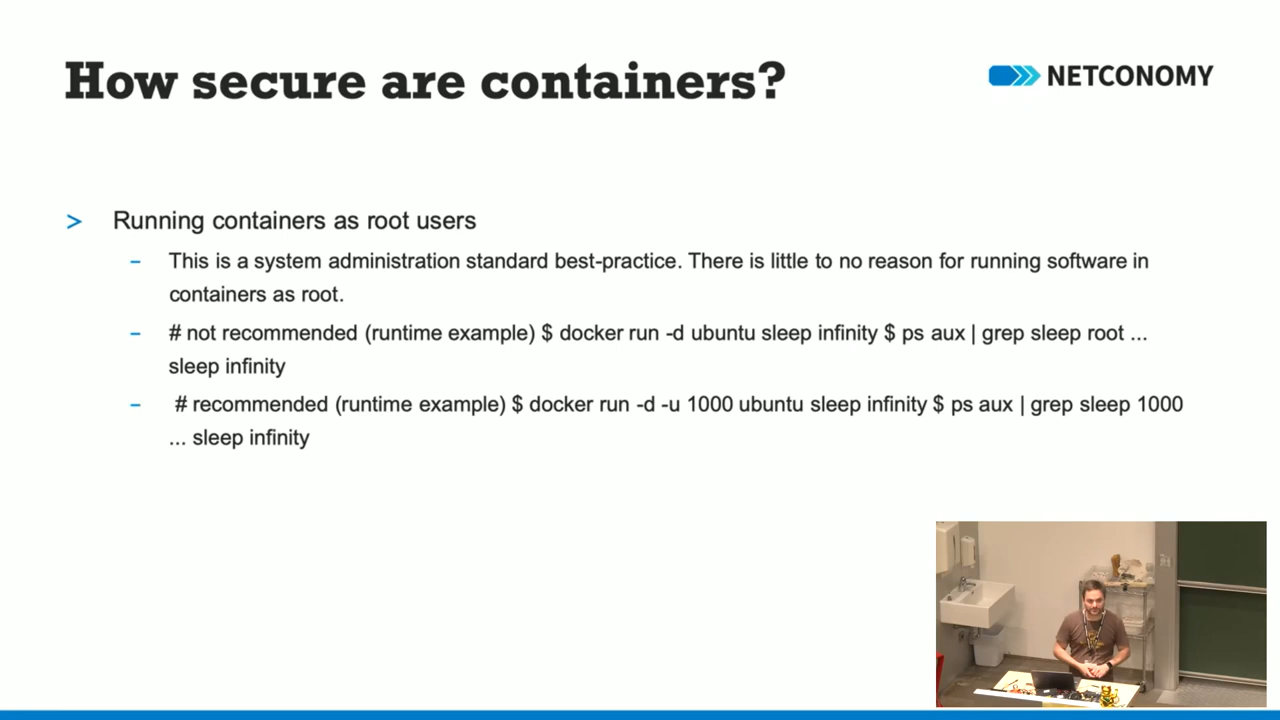 How secure are containers?
NETCONOMY
> Running containers as root users
– This is a system administration standard best-practice. There is little to no reason for running software in
containers as root.
– # not recommended (runtime example) $ docker run -d ubuntu sleep infinity $ ps aux | grep sleep root ...
sleep infinity
– # recommended (runtime example) $ docker run -d -u 1000 ubuntu sleep infinity $ ps aux | grep sleep 1000
... sleep infinity